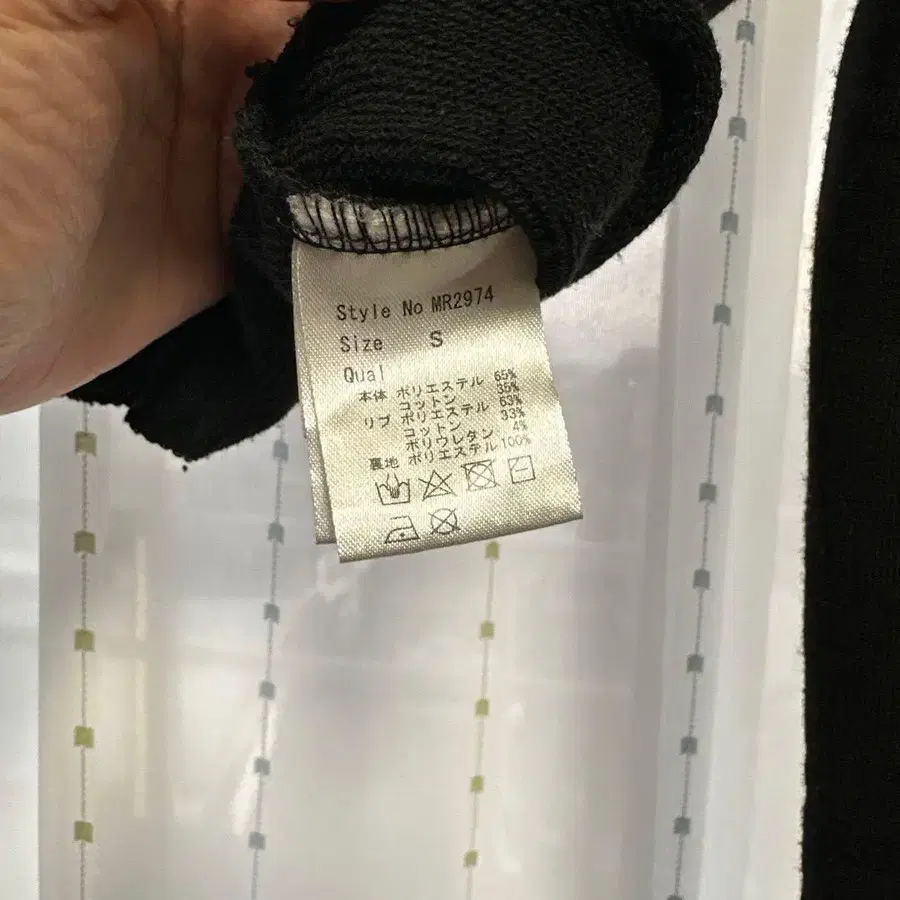 Style No MR2974
Size S
Qual
本体 ポリエステル 65%
コットン 35%
リブ ポリエステル 63%
コットン 33%
ポリウレタン 4%
裏地 ポリエステル 100%